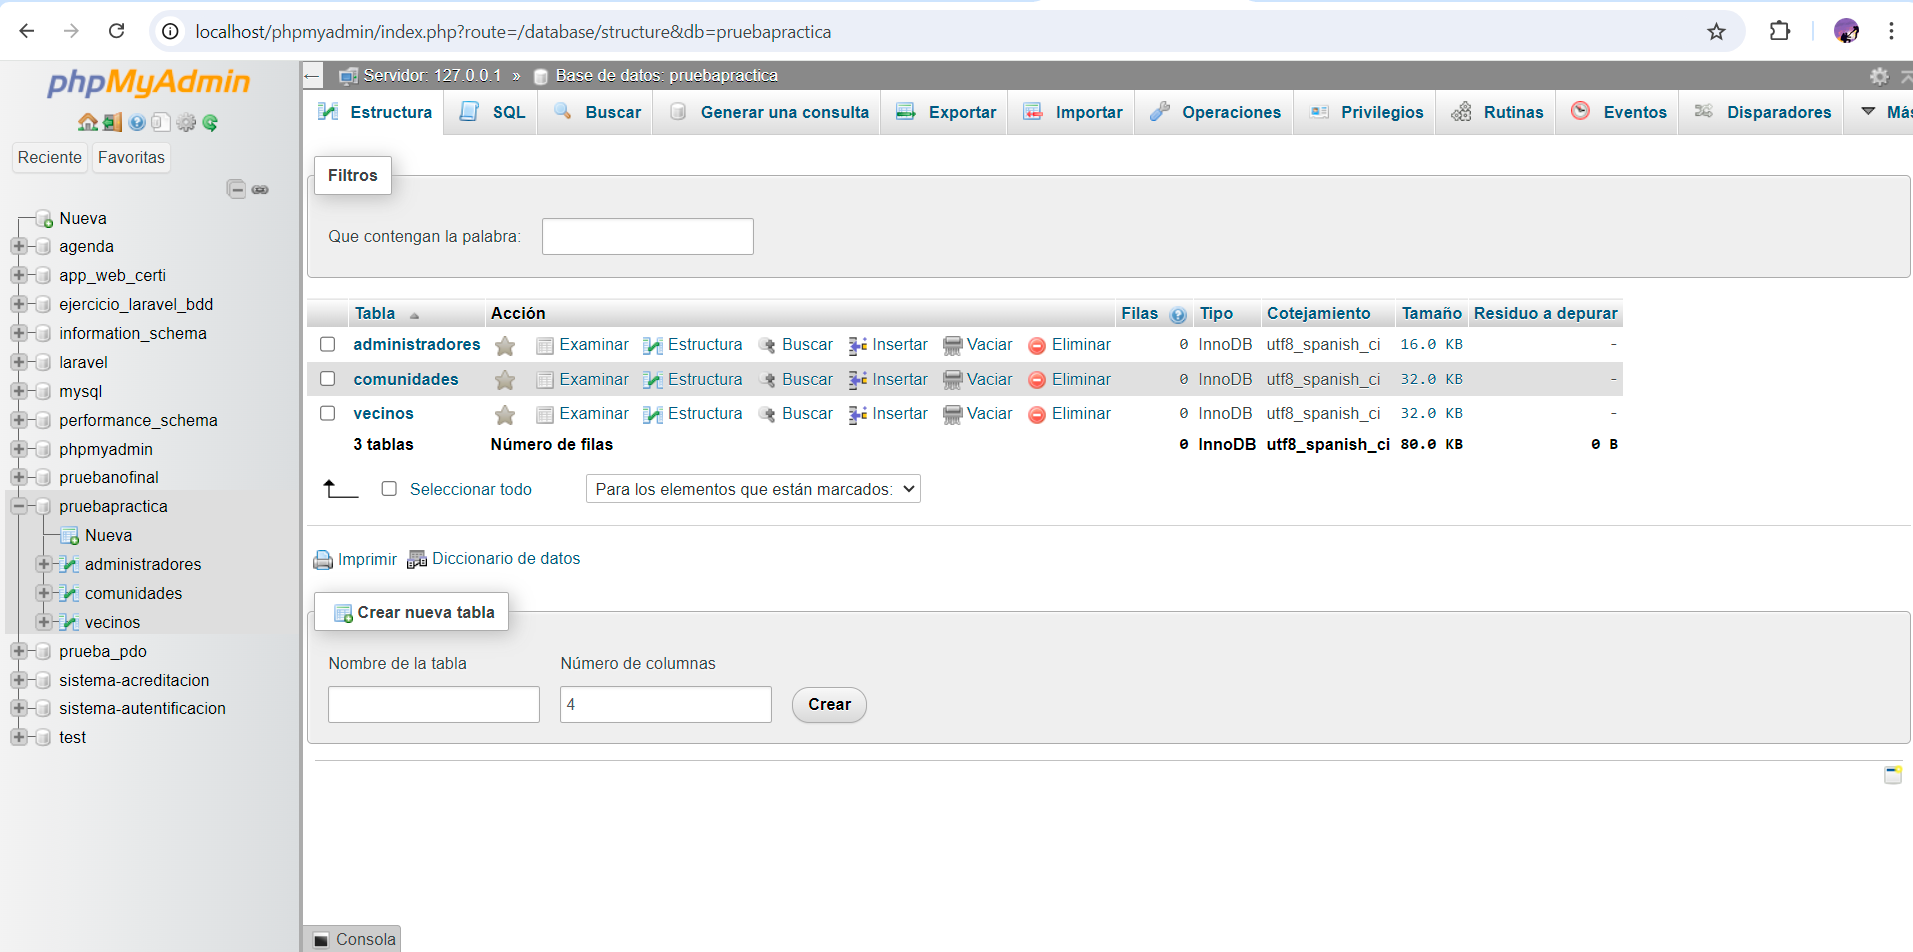 localhost/phpmyadmin/index.php?route=/database/structure&db=pruebapractica
phpMyAdmin
Reciente Favoritas
Nueva
agenda
app_web_certi
ejercicio_laravel_bdd
information_schema
laravel
mysql
performance_schema
phpmyadmin
pruebanofinal
pruebapractica
Nueva
administradores
comunidades
vecinos
prueba_pdo
sistema-acreditacion
sistema-autentificacion
test
Servidor: 127.0.0.1 » Base de datos: pruebapractica
Estructura SQL Buscar Generar una consulta Exportar Importar Operaciones Privilegios Rutinas Eventos Disparadores Más
Filtros
Que contengan la palabra:
Tabla Acción Filas Tipo Cotejamiento Tamaño Residuo a depurar
administradores Examinar Estructura Buscar Insertar Vaciar Eliminar 0 InnoDB utf8_spanish_ci 16.0 KB -
comunidades Examinar Estructura Buscar Insertar Vaciar Eliminar 0 InnoDB utf8_spanish_ci 32.0 KB -
vecinos Examinar Estructura Buscar Insertar Vaciar Eliminar 0 InnoDB utf8_spanish_ci 32.0 KB -
3 tablas Número de filas 0 InnoDB utf8_spanish_ci 80.0 KB 0 B
Seleccionar todo Para los elementos que están marcados:
Imprimir Diccionario de datos
Crear nueva tabla
Nombre de la tabla Número de columnas
4 Crear
Consola